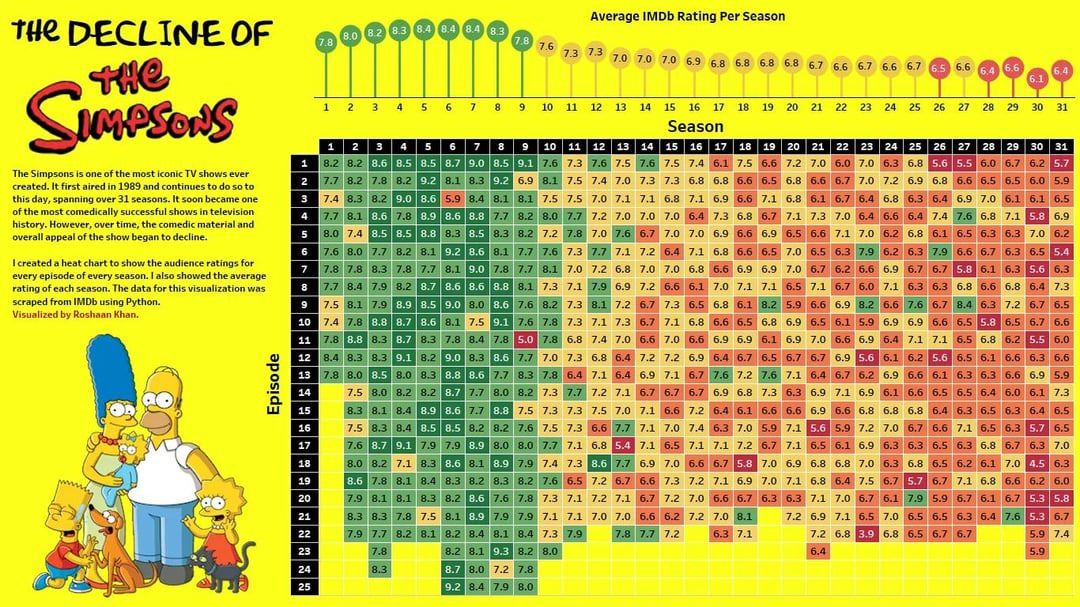 THE DECLINE OF
THE
SIMPSONS
The Simpsons is one of the most iconic TV shows ever
created. It first aired in 1989 and continues to do so to
this day, spanning over 31 seasons. It soon became one
of the most comedically successful shows in television
history. However, over time, the comedic material and
overall appeal of the show began to decline.
I created a heat chart to show the audience ratings for
every episode of every season. I also showed the average
rating of each season. The data for this visualization was
scraped from IMDb using Python.
Visualized by Roshaan Khan.
Average IMDb Rating Per Season
7.8 8.0 8.2 8.3 8.4 8.4 8.4 8.3 7.8 7.6 7.3 7.3 7.0 7.0 7.0 6.9 6.8 6.8 6.8 6.8 6.7 6.6 6.7 6.6 6.7 6.5 6.6 6.4 6.6 6.1 6.4
1 2 3 4 5 6 7 8 9 10 11 12 13 14 15 16 17 18 19 20 21 22 23 24 25 26 27 28 29 30 31
Season
1 2 3 4 5 6 7 8 9 10 11 12 13 14 15 16 17 18 19 20 21 22 23 24 25 26 27 28 29 30 31
Episode
1 8.2 8.2 8.6 8.5 8.5 8.7 9.0 8.5 9.1 7.6 7.3 7.6 7.5 7.6 7.5 7.4 6.1 7.5 6.6 7.2 7.0 6.0 7.0 6.3 6.8 5.6 5.5 6.0 6.7 6.2 5.7
2 7.7 8.2 7.8 8.2 9.2 8.1 8.3 9.2 6.9 8.1 7.5 7.4 7.0 7.3 7.3 6.8 6.8 6.6 6.5 6.8 6.6 6.7 7.0 7.2 6.9 6.8 6.6 6.5 6.5 6.0 5.9
3 7.4 8.3 8.2 9.0 8.6 5.9 8.4 8.1 8.1 7.5 7.5 7.0 7.1 7.1 6.8 7.1 6.9 6.6 7.1 6.8 6.1 6.7 6.4 6.8 6.3 6.4 6.9 7.0 6.1 6.1 6.5
4 7.7 8.1 8.6 7.8 8.9 8.6 8.8 7.7 8.2 8.0 7.7 7.2 7.0 7.0 7.0 6.4 7.3 6.8 6.7 7.1 7.3 7.0 6.4 6.6 6.4 7.4 7.6 6.8 7.1 5.8 6.9
5 8.0 7.4 8.5 8.5 8.8 8.3 8.5 8.3 8.2 7.2 7.8 7.0 7.6 6.7 7.0 7.0 6.9 6.6 6.9 6.5 6.6 7.1 7.0 6.2 6.8 6.1 6.5 6.3 6.3 7.0 6.2
6 7.6 8.0 7.7 8.2 8.1 9.2 8.6 8.1 7.7 7.6 7.3 7.7 7.1 7.2 6.4 7.1 6.8 6.6 7.0 6.5 6.7 6.3 7.9 6.2 6.3 7.9 6.6 6.7 6.4 6.5 5.4
7 7.8 7.8 8.3 7.8 7.7 8.1 9.0 7.8 7.7 8.1 7.0 7.2 6.8 7.0 7.0 6.8 6.6 6.9 6.9 7.0 6.7 6.2 6.6 6.9 6.7 6.7 5.8 6.1 6.3 5.6 6.3
8 7.7 8.4 7.9 8.2 8.7 8.6 8.6 8.8 8.1 7.3 7.1 7.9 6.9 7.2 6.6 6.1 7.0 7.1 7.1 6.5 7.1 6.7 6.0 7.1 6.3 6.3 6.8 6.6 6.8 6.4 7.3
9 7.5 8.1 7.9 8.9 8.5 9.0 8.0 8.6 7.6 8.2 7.3 8.1 7.2 6.7 7.3 6.5 6.8 6.1 8.2 5.9 6.6 6.9 8.2 6.6 7.6 6.7 8.4 6.3 7.2 6.7 6.5
10 7.4 7.8 8.8 8.7 8.6 8.1 7.5 9.1 7.6 7.8 7.3 7.1 7.3 6.7 7.1 6.8 6.6 6.5 6.8 6.9 6.5 6.1 5.9 6.9 6.9 6.6 6.5 5.8 6.5 6.7 6.6
11 7.8 8.8 8.3 8.7 8.3 7.8 8.4 7.8 5.0 7.8 6.8 7.4 7.0 6.6 7.0 6.6 6.9 6.9 6.1 6.9 7.0 6.6 6.9 6.4 7.1 7.1 6.5 6.8 6.2 5.5 6.0
12 8.4 8.3 8.3 9.1 8.2 9.0 8.3 8.6 7.7 7.0 7.3 6.8 6.4 7.2 6.2 6.9 6.4 6.7 6.5 6.7 6.7 6.9 5.6 6.1 6.2 5.6 6.5 6.1 6.6 6.3 6.6
13 7.8 8.0 8.5 8.0 8.3 8.8 8.6 7.7 8.3 7.8 6.4 7.1 6.4 6.9 7.1 6.7 7.6 7.2 7.6 7.1 6.4 6.7 6.2 6.9 6.6 6.1 6.3 6.3 6.6 6.9 5.9
14 7.5 8.0 8.2 8.2 8.7 7.7 8.0 8.2 7.3 7.7 7.2 7.1 6.7 6.7 6.7 6.9 6.8 7.3 6.3 6.9 7.1 6.9 6.1 6.6 6.5 6.5 6.4 6.0 6.1 7.3
15 8.3 8.1 8.4 8.9 8.6 7.7 8.8 7.5 7.3 7.3 7.5 7.0 7.1 6.6 7.2 6.4 6.1 6.6 6.6 6.9 6.6 6.8 6.8 6.8 6.4 6.3 6.5 6.3 6.4 6.5
16 7.5 8.3 8.4 8.5 8.5 8.2 8.2 7.6 7.5 7.3 6.6 7.7 7.1 7.0 6.8 7.0 6.5 7.9 7.1 5.6 5.9 7.2 7.0 6.7 6.6 7.1 6.5 6.8 5.7 6.5
17 7.6 8.7 9.1 7.9 7.9 8.9 8.0 8.0 7.7 7.1 6.8 5.4 7.1 6.5 7.1 7.1 7.2 6.7 7.1 6.5 6.1 6.9 6.3 6.3 6.3 6.5 6.8 6.7 6.3 7.0
18 8.0 8.2 7.1 8.3 8.6 8.1 8.9 7.9 7.4 7.3 8.6 7.7 6.9 7.0 6.6 6.7 5.8 7.0 6.9 6.8 6.8 7.0 6.3 6.8 6.5 6.2 6.1 7.0 4.5 6.3
19 8.6 7.8 8.1 8.4 8.3 8.2 8.3 8.2 7.6 6.5 7.2 6.7 6.6 7.3 7.2 7.1 6.9 7.0 7.1 6.8 6.4 7.5 6.7 5.7 6.7 7.1 6.8 6.6 6.2 6.0
20 7.9 8.1 8.1 8.3 8.2 8.6 7.6 7.8 7.3 7.1 7.2 7.1 6.7 7.2 7.0 6.6 6.7 6.3 6.3 7.1 7.0 6.7 6.1 7.9 5.9 6.7 6.1 6.7 5.3 5.8
21 8.3 8.3 7.8 7.5 8.1 8.9 7.9 7.9 7.1 7.1 7.0 7.0 6.6 6.2 7.2 7.0 8.1 7.2 6.9 7.1 6.5 7.0 6.5 6.5 6.3 6.4 7.6 5.3 6.7
22 7.9 7.7 8.2 8.1 8.2 8.4 8.1 8.4 7.3 7.9 7.8 7.7 7.2 6.3 7.1 7.2 6.8 3.9 6.8 6.5 6.7 6.7 5.9 7.4
23 7.8 8.2 8.1 9.3 8.2 8.0 6.4 5.9
24 8.3 8.7 8.0 7.2 7.8
25 9.2 8.4 7.9 8.0